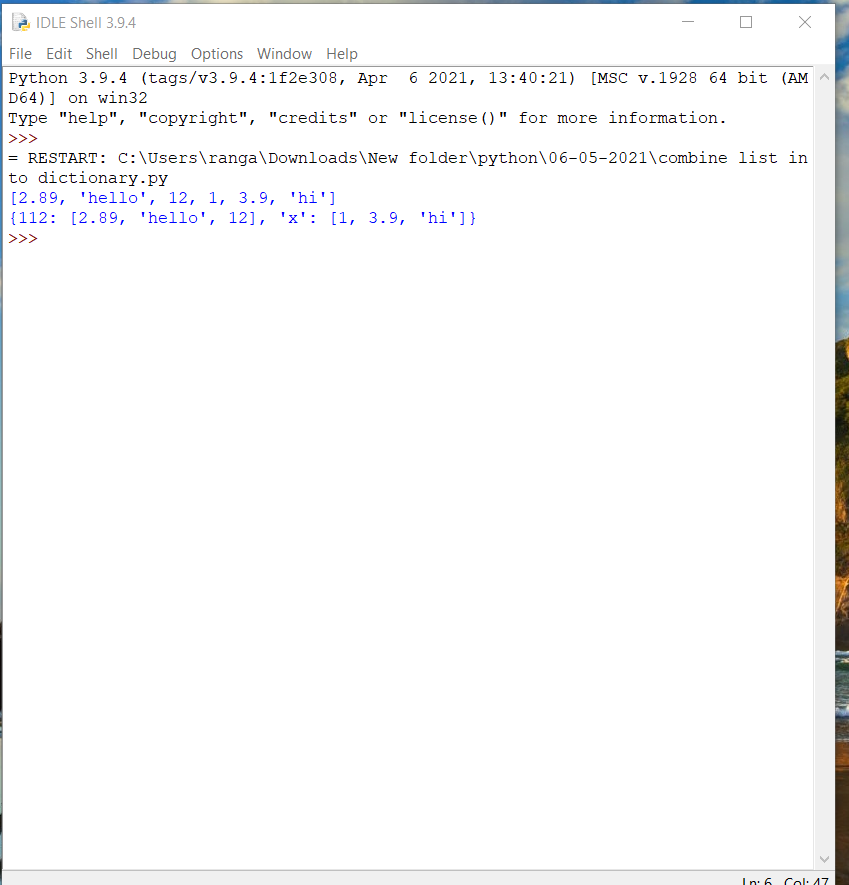 IDLE Shell 3.9.4
File Edit Shell Debug Options Window Help
Python 3.9.4 (tags/v3.9.4:1f2e308, Apr  6 2021, 13:40:21) [MSC v.1928 64 bit (AM
D64)] on win32
Type "help", "copyright", "credits" or "license()" for more information.
>>>
= RESTART: C:\Users\ranga\Downloads\New folder\python\06-05-2021\combine list in
to dictionary.py
[2.89, 'hello', 12, 1, 3.9, 'hi']
{112: [2.89, 'hello', 12], 'x': [1, 3.9, 'hi']}
>>>
Ln: 6 Col: 47